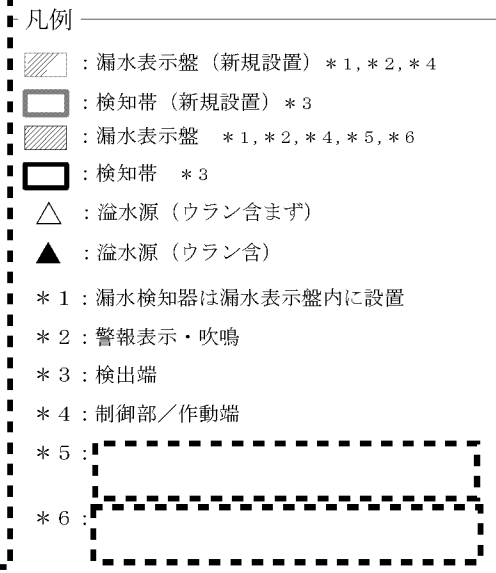 凡例
：漏水表示盤（新規設置）＊1,＊2,＊4
：検知帯（新規設置）＊3
：漏水表示盤　＊1,＊2,＊4,＊5,＊6
：検知帯　＊3
△：溢水源（ウラン含まず）
▲：溢水源（ウラン含）
＊1：漏水検知器は漏水表示盤内に設置
＊2：警報表示・吹鳴
＊3：検出端
＊4：制御部／作動端
＊5：
＊6：